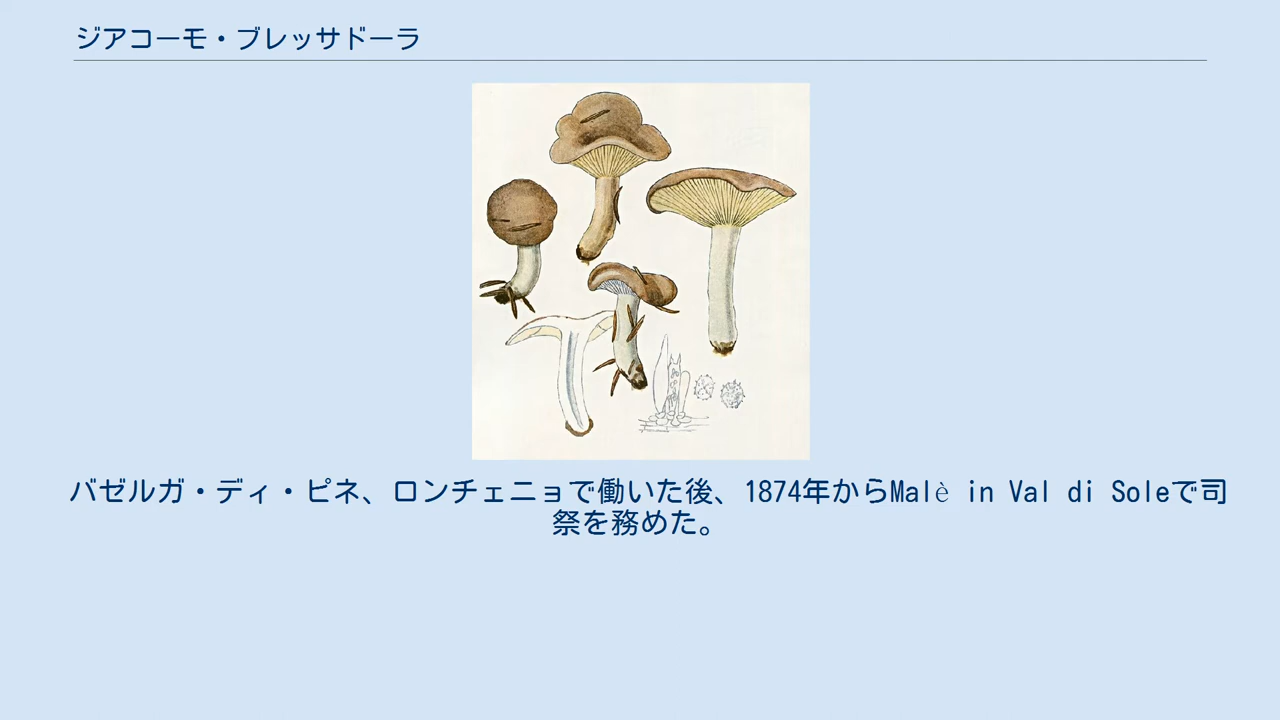 ジアコーモ・ブレッサドーラ
バゼルガ・ディ・ピネ、ロンチェニョで働いた後、1874年からMalè in Val di Soleで司
祭を務めた。